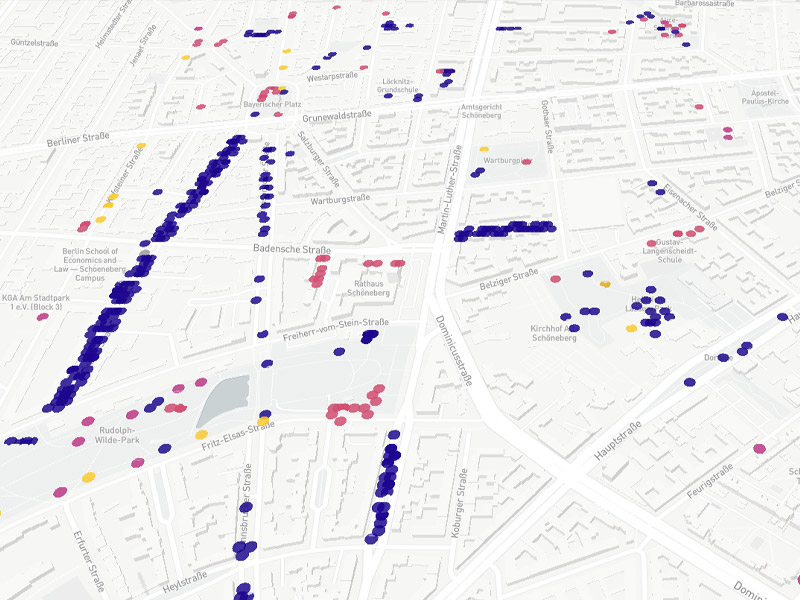 Barbarossastraße
Güntzelstraße
Helmstedter Straße
Jenaer Straße
Westarpstraße
Löcknitz-
Grundschule
Bayerischer Platz
Grunewaldstraße
Amtsgericht
Schöneberg
Gothaer Straße
Apostel-
Paulus-Kirche
Berliner Straße
Salzburger Straße
Martin-Luther-Straße
Wartburgplatz
Wartburgstraße
Eisenacher Straße
Belziger
Badensche Straße
Berlin School of
Economics and
Law — Schöneberg
Campus
Gustav-
Langenscheidt-
Schule
Rathaus
Schöneberg
Belziger Straße
KGA Am Stadtpark
1 e.V. (Block 3)
Freiherr-vom-Stein-Straße
Kirchhof
Schöneberg
Dominicusstraße
Rudolph-
Wilde-Park
Fritz-Elsas-Straße
Hauptstraße
Feurigstraße
Koburger Straße
Erfurter Straße
Heylstraße